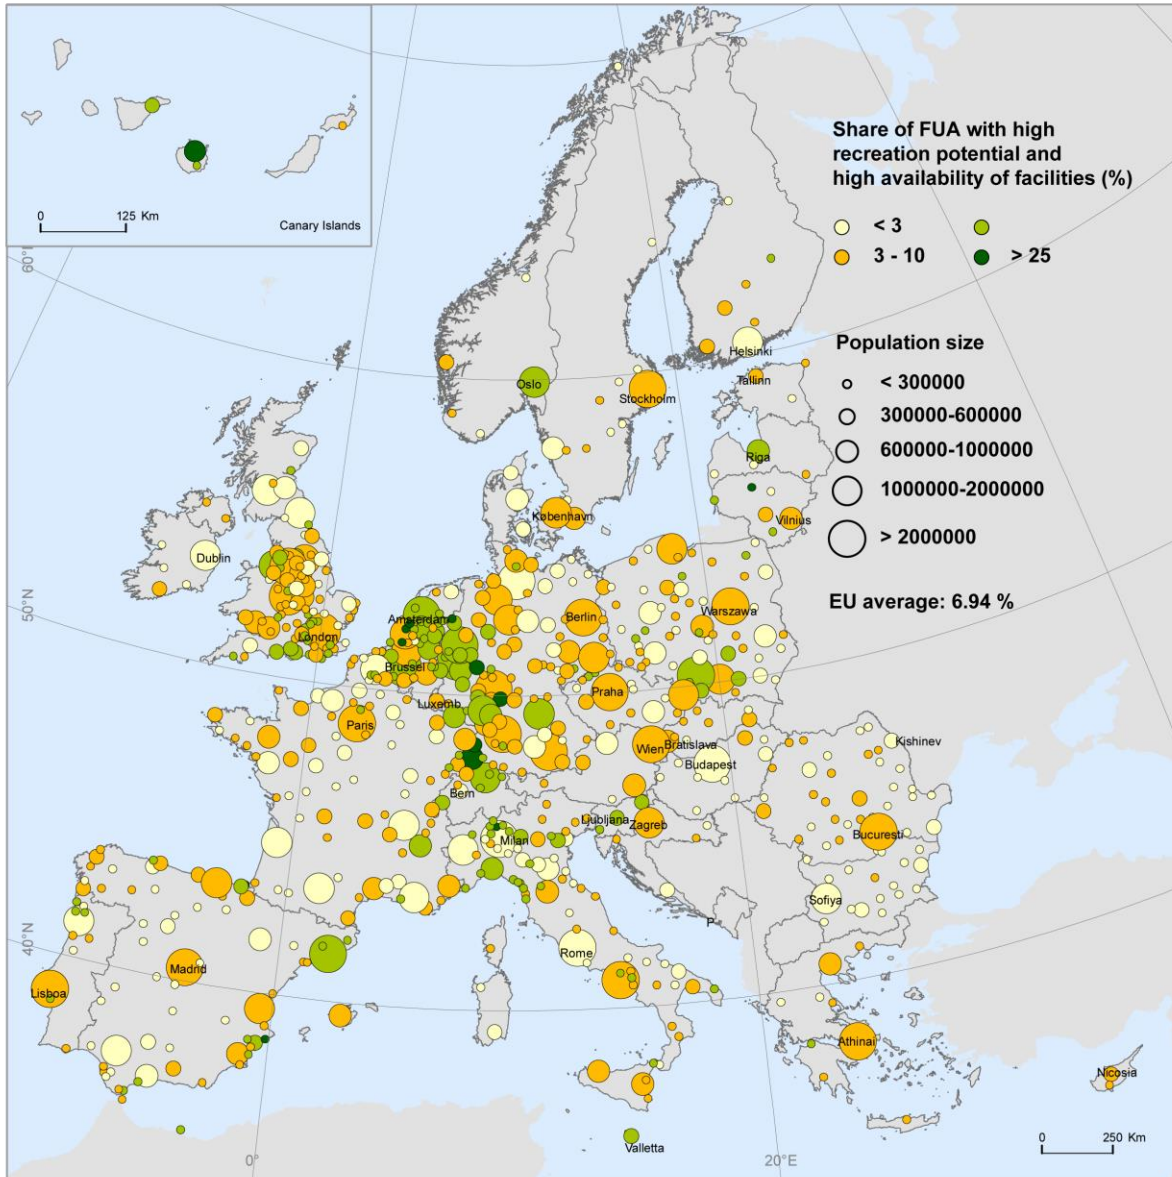 0 125 Km
Canary Islands
Share of FUA with high
recreation potential and
high availability of facilities (%)
< 3
3 - 10 > 25
Population size
< 300000
300000-600000
600000-1000000
1000000-2000000
> 2000000
EU average: 6.94 %
60°
50°N
40°N
0°
20°E
Helsinki
Tallinn
Oslo
Stockholm
Riga
København
Vilnius
Dublin
Amsterdam
Berlin
Warszawa
London
Brussel
Luxemb.
Praha
Paris
Wien
Bratislava
Budapest
Kishinev
Bern
Ljubljana
Zagreb
Milan
Bucuresti
Sofiya
P
Rome
Madrid
Lisboa
Athinai
Nicosia
Valletta
0 250 Km